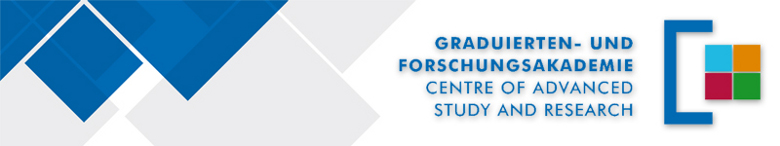 GRADUIERTEN- UND
FORSCHUNGSAKADEMIE
CENTRE OF ADVANCED
STUDY AND RESEARCH